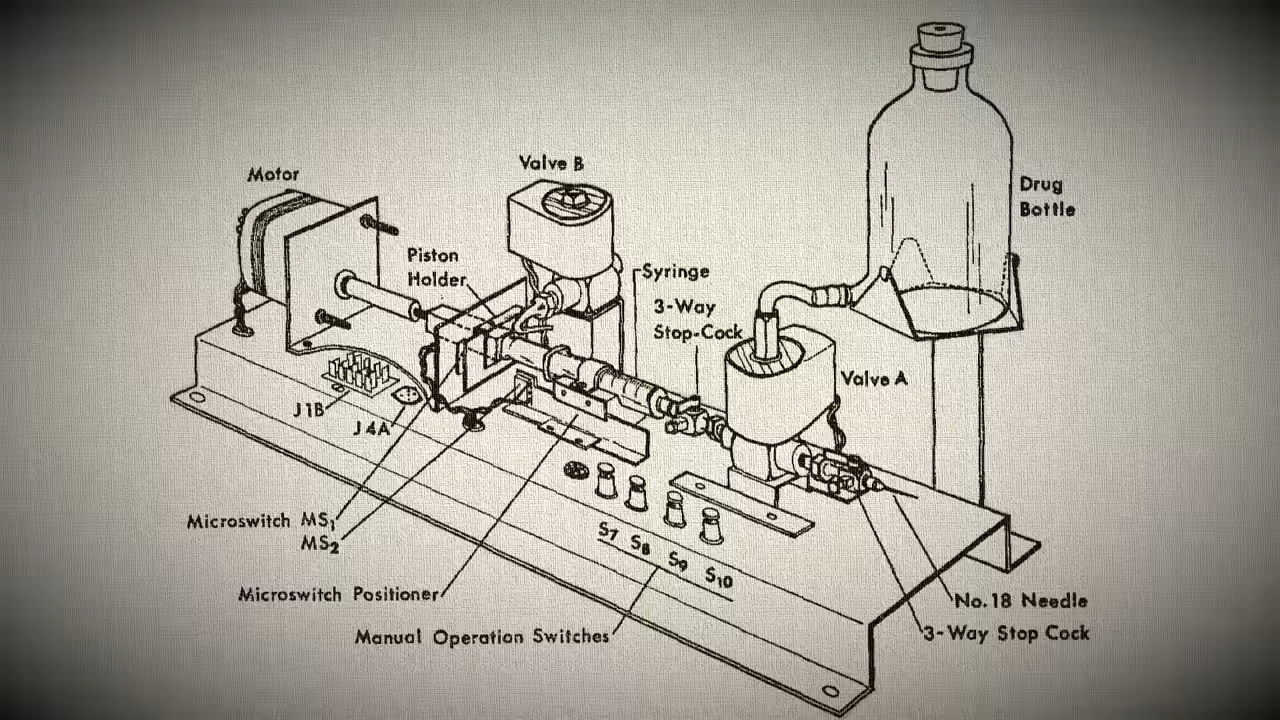 Valve B
Motor
Drug
Bottle
Piston
Holder
Syringe
3-Way
Stop-Cock
Valve A
J1B
J4A
Microswitch MS1
MS2
S7 S8 S9 S10
Microswitch Positioner
Manual Operation Switches
No.18 Needle
3-Way Stop Cock